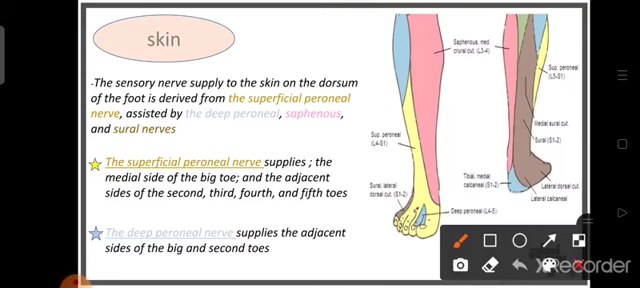 skin
-The sensory nerve supply to the skin on the dorsum
of the foot is derived from the superficial peroneal
nerve, assisted by the deep peroneal, saphenous,
and sural nerves
The superficial peroneal nerve supplies ; the
medial side of the big toe; and the adjacent
sides of the second, third, fourth, and fifth toes
The deep peroneal nerve supplies the adjacent
sides of the big and second toes
Saphenous, med.
crural cut. (L3-4)
Sup. peroneal
(L5-S1)
Medial sural cut.
Sural (S1-2)
Sup. peroneal
(L4-S1)
Tibial, medial
calcaneal (S1-2)
Sural, lateral
dorsal cut. (S1-2)
Lateral dorsal cut.
Lateral calcaneal
Deep peroneal (L4-5)
XRecorder